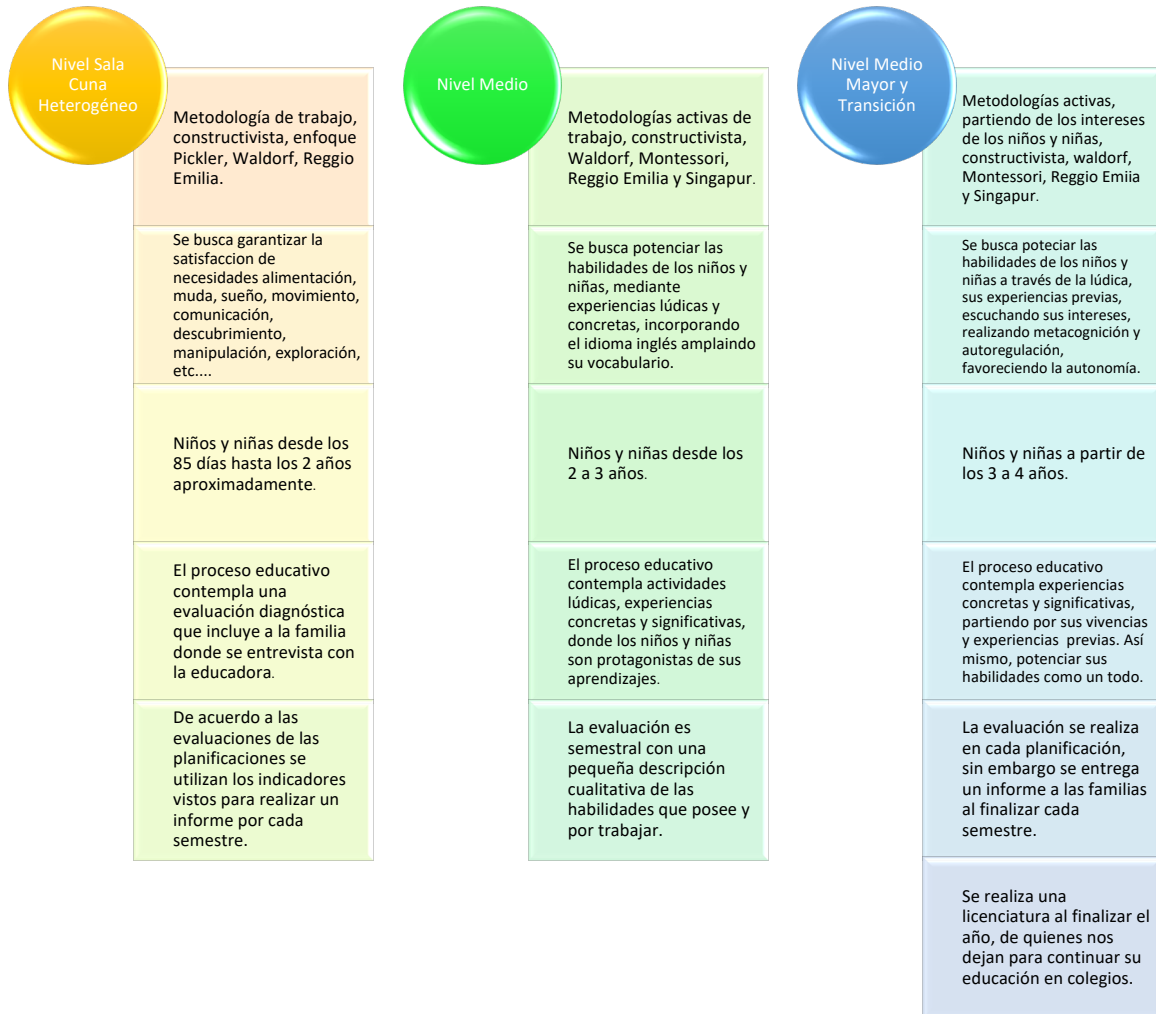 Nivel Sala
Cuna
Heterogéneo
Metodología de trabajo,
constructivista, enfoque
Pickler, Waldorf, Reggio
Emilia.
Se busca garantizar la
satisfaccion de
necesidades alimentación,
muda, sueño, movimiento,
comunicación,
descubrimiento,
manipulación, exploración,
etc....
Niños y niñas desde los
85 días hasta los 2 años
aproximadamente.
El proceso educativo
contempla una
evaluación diagnóstica
que incluye a la familia
donde se entrevista con
la educadora.
De acuerdo a las
evaluaciones de las
planificaciones se
utilizan los indicadores
vistos para realizar un
informe por cada
semestre.
Nivel Medio
Metodologías activas de
trabajo, constructivista,
Waldorf, Montessori,
Reggio Emilia y Singapur.
Se busca potenciar las
habilidades de los niños y
niñas, mediante
experiencias lúdicas y
concretas, incorporando
el idioma inglés amplaindo
su vocabulario.
Niños y niñas desde los
2 a 3 años.
El proceso educativo
contempla actividades
lúdicas, experiencias
concretas y significativas,
donde los niños y niñas
son protagonistas de sus
aprendizajes.
La evaluación es
semestral con una
pequeña descripción
cualitativa de las
habilidades que posee y
por trabajar.
Nivel Medio
Mayor y
Transición
Metodologías activas,
partiendo de los intereses
de los niños y niñas,
constructivista, waldorf,
Montessori, Reggio Emiia
y Singapur.
Se busca poteciar las
habilidades de los niños y
niñas a través de la lúdica,
sus experiencias previas,
escuchando sus intereses,
realizando metacognición y
autoregulación,
favoreciendo la autonomía.
Niños y niñas a partir de
los 3 a 4 años.
El proceso educativo
contempla experiencias
concretas y significativas,
partiendo por sus vivencias
y experiencias previas. Así
mismo, potenciar sus
habilidades como un todo.
La evaluación se realiza
en cada planificación,
sin embargo se entrega
un informe a las familias
al finalizar cada
semestre.
Se realiza una
licenciatura al finalizar el
año, de quienes nos
dejan para continuar su
educación en colegios.